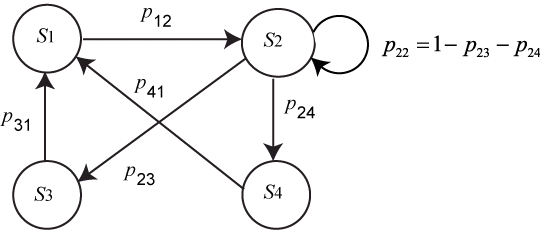 S1
p12
S2
p22 = 1− p23 − p24
p41
p24
p31
p23
S3
S4